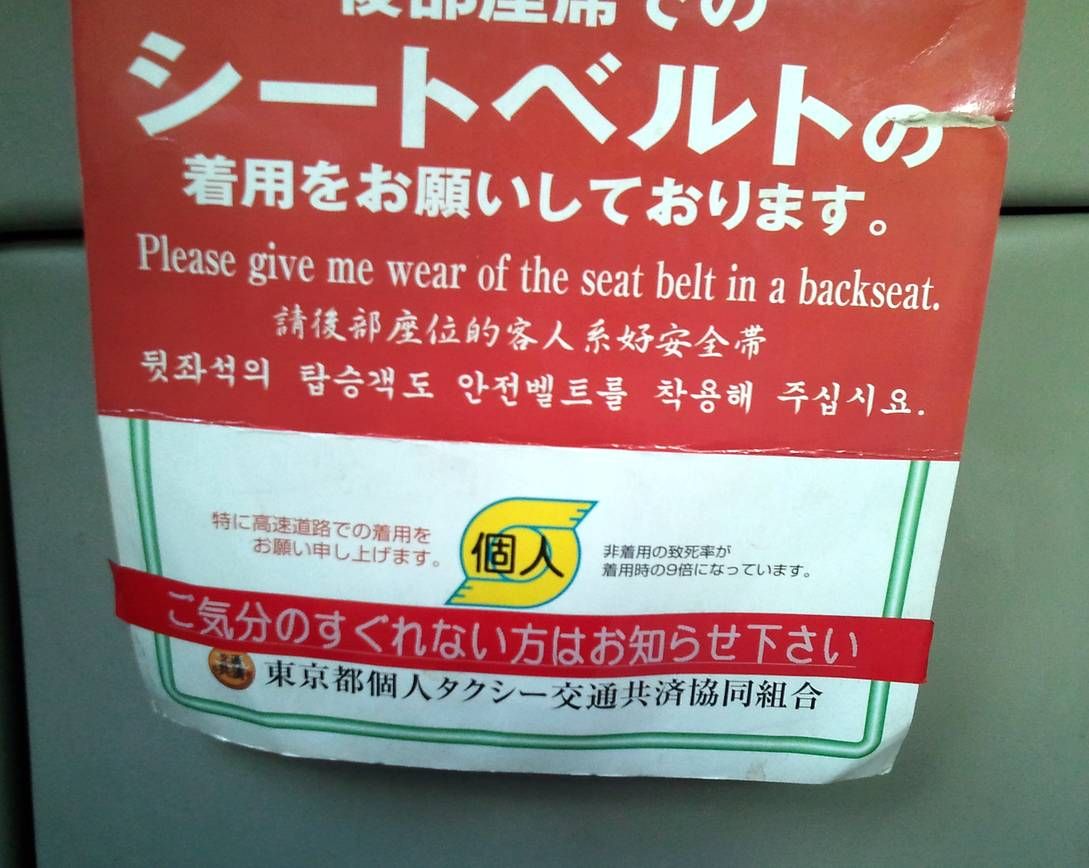 後部座席での
シートベルトの
着用をお願いしております。
Please give me wear of the seat belt in a backseat.
請後部座位的客人系好安全帯
뒷좌석의 탑승객도 안전벨트를 착용해 주십시요.
特に高速道路での着用を
お願い申し上げます。
個人
非着用の致死率が
着用時の9倍になっています。
ご気分のすぐれない方はお知らせ下さい
東京都個人タクシー交通共済協同組合